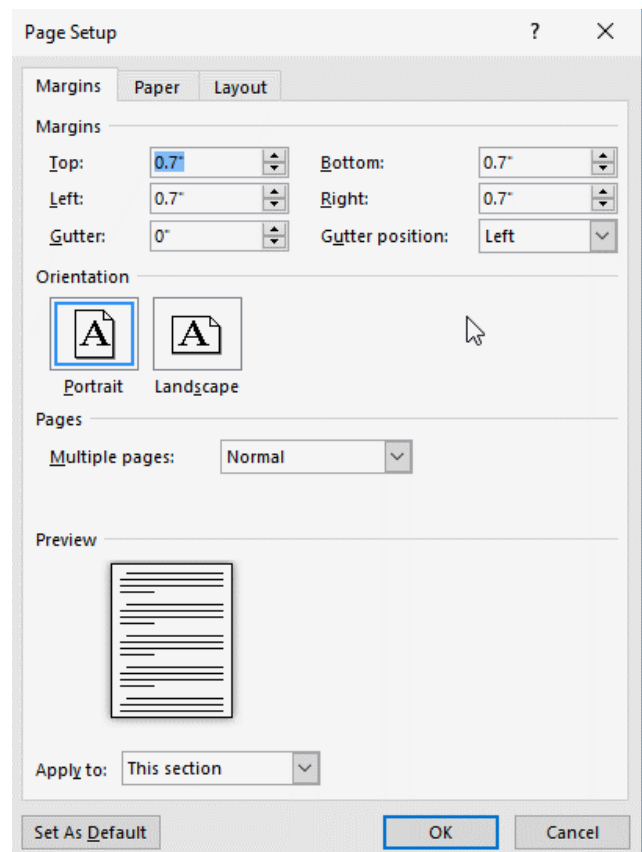 Page Setup ?
Margins Paper Layout
Margins
Top: 0.7" Bottom: 0.7"
Left: 0.7" Right: 0.7"
Gutter: 0" Gutter position: Left
Orientation
A A
Portrait Landscape
Pages
Multiple pages: Normal
Preview
Apply to: This section
Set As Default OK Cancel